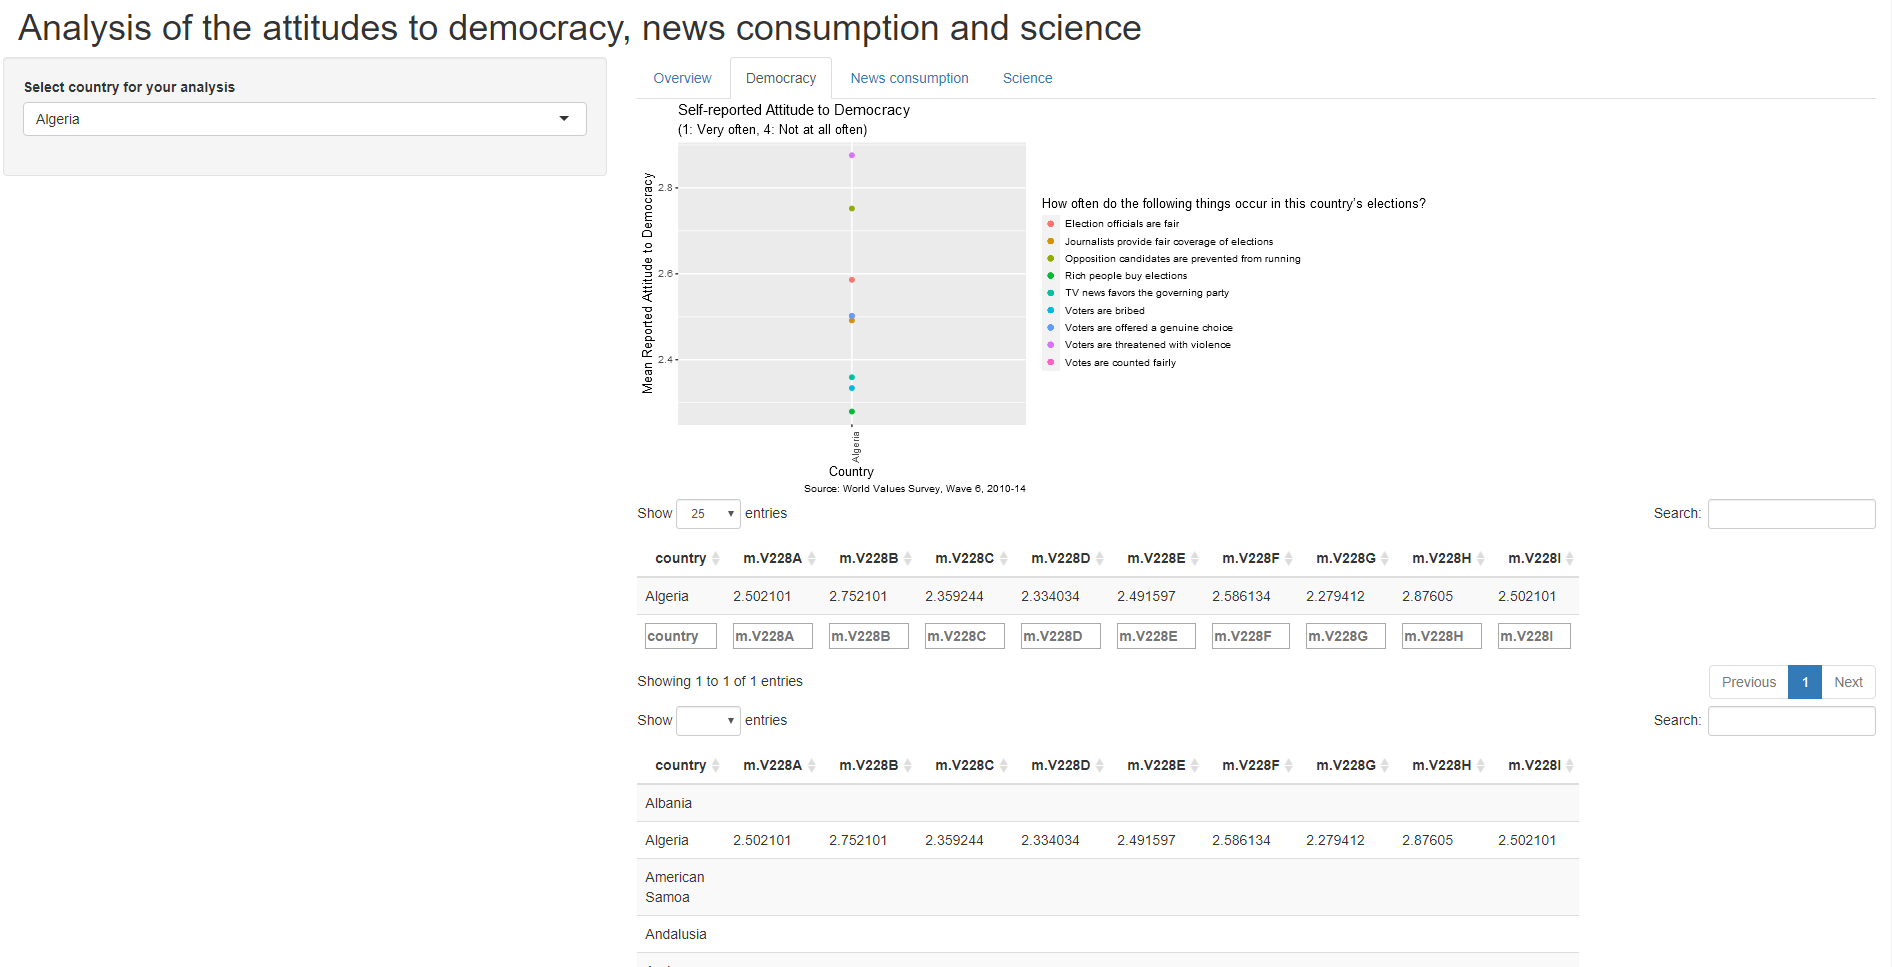 Analysis of the attitudes to democracy, news consumption and science
Select country for your analysis
Algeria
Overview Democracy News consumption Science
Self-reported Attitude to Democracy
(1: Very often, 4: Not at all often)
Mean Reported Attitude to Democracy
2.8
2.6
2.4
Algeria
Country
Source: World Values Survey, Wave 6, 2010-14
How often do the following things occur in this country's elections?
Election officials are fair
Journalists provide fair coverage of elections
Opposition candidates are prevented from running
Rich people buy elections
TV news favors the governing party
Voters are bribed
Voters are offered a genuine choice
Voters are threatened with violence
Votes are counted fairly
Show 25 entries Search:
country m.V228A m.V228B m.V228C m.V228D m.V228E m.V228F m.V228G m.V228H m.V228I
Algeria 2.502101 2.752101 2.359244 2.334034 2.491597 2.586134 2.279412 2.87605 2.502101
country m.V228A m.V228B m.V228C m.V228D m.V228E m.V228F m.V228G m.V228H m.V228I
Showing 1 to 1 of 1 entries Previous 1 Next
Show entries Search:
country m.V228A m.V228B m.V228C m.V228D m.V228E m.V228F m.V228G m.V228H m.V228I
Albania
Algeria 2.502101 2.752101 2.359244 2.334034 2.491597 2.586134 2.279412 2.87605 2.502101
American
Samoa
Andalusia